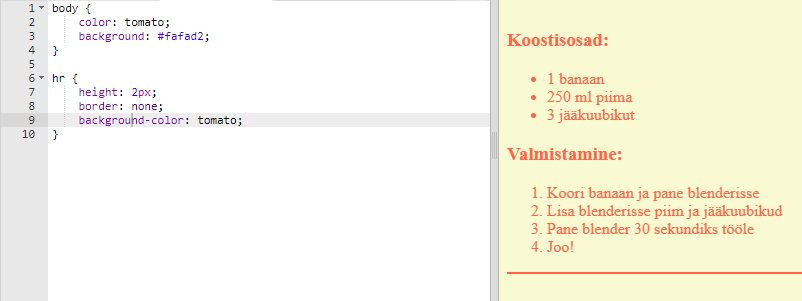 1 body {
2 color: tomato;
3 background: #fafad2;
4 }
5
6 hr {
7 height: 2px;
8 border: none;
9 background-color: tomato;
10 }
Koostisosad:
• 1 banaan
• 250 ml piima
• 3 jääkuubikut
Valmistamine:
1. Koori banaan ja pane blenderisse
2. Lisa blenderisse piim ja jääkuubikud
3. Pane blender 30 sekundiks tööle
4. Joo!